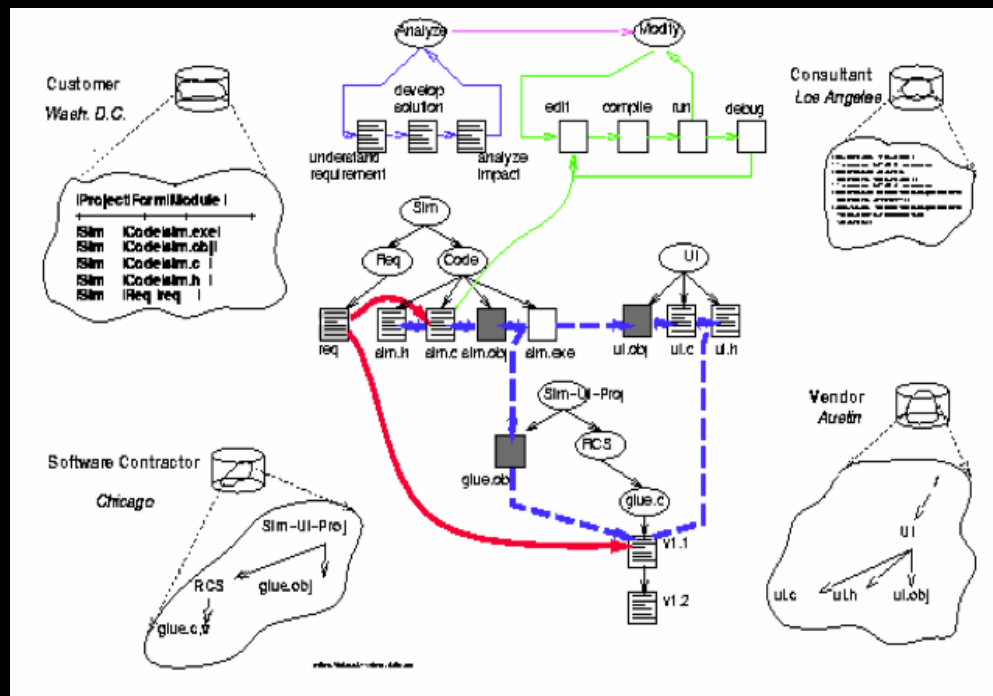 Analyze
Modify
Customer
Wash. D.C.
Consultant
Los Angeles
develop
solution
understand
requirement
analyze
impact
edit
compile
run
debug
|Project|Form|Module |
|Sim |Code|sim.exe|
|Sim |Code|sim.obj|
|Sim |Code|sim.c |
|Sim |Code|sim.h |
|Sim |Req |req |
Sim
Req
Code
UI
req
sim.h
sim.c
sim.obj
sim.exe
ui.obj
ui.c
ui.h
Sim-UI-Proj
RCS
glue.obj
glue.c
v1.1
v1.2
Vendor
Austin
/
UI
ui.c
ui.h
ui.obj
Software Contractor
Chicago
Sim-UI-Proj
RCS
glue.obj
glue.c,v